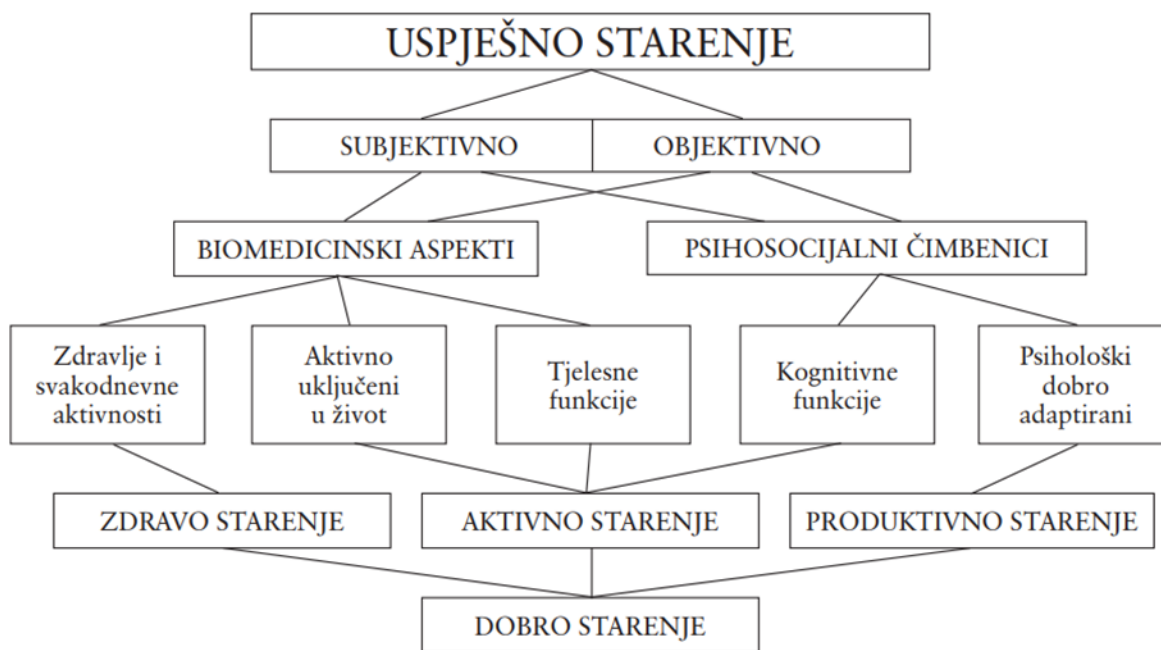 USPJEŠNO STARENJE
SUBJEKTIVNO
OBJEKTIVNO
BIOMEDICINSKI ASPEKTI
PSIHOSOCIJALNI ČIMBENICI
Zdravlje i
svakodnevne
aktivnosti
Aktivno
uključeni
u život
Tjelesne
funkcije
Kognitivne
funkcije
Psihološki
dobro
adaptirani
ZDRAVO STARENJE
AKTIVNO STARENJE
PRODUKTIVNO STARENJE
DOBRO STARENJE